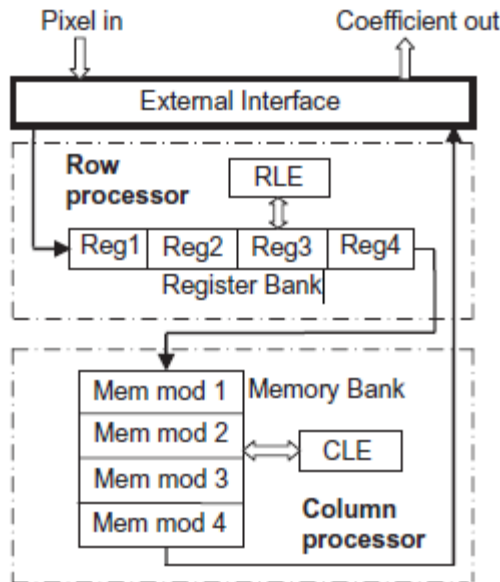 Pixel in
Coefficient out
External Interface
Row
processor
RLE
Reg1 Reg2 Reg3 Reg4
Register Bank
Mem mod 1
Memory Bank
Mem mod 2
Mem mod 3
Mem mod 4
CLE
Column
processor